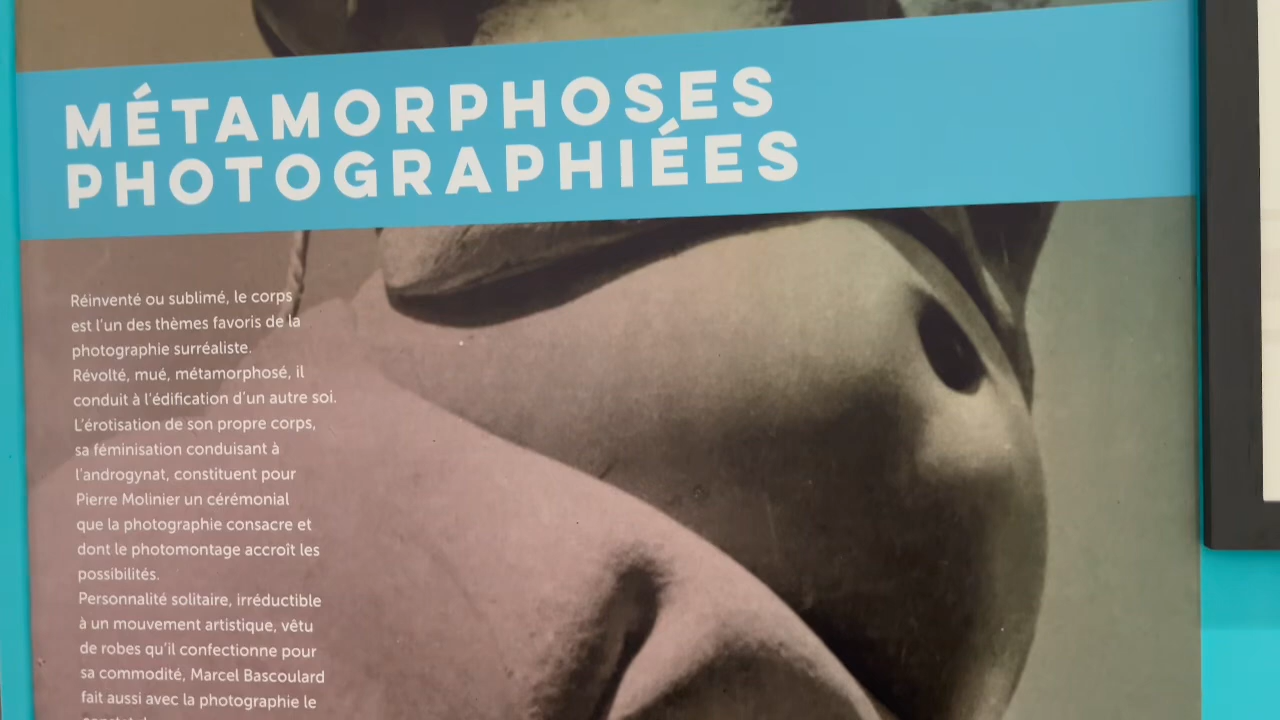 MÉTAMORPHOSES
PHOTOGRAPHIÉES
Réinventé ou sublimé, le corps
est l'un des thèmes favoris de la
photographie surréaliste.
Révolté, mué, métamorphosé, il
conduit à l'édification d'un autre soi.
L'érotisation de son propre corps,
sa féminisation conduisant à
l'androgynat, constituent pour
Pierre Molinier un cérémonial
que la photographie consacre et
dont le photomontage accroît les
possibilités.
Personnalité solitaire, irréductible
à un mouvement artistique, vêtu
de robes qu'il confectionne pour
sa commodité, Marcel Bascoulard
fait aussi avec la photographie le